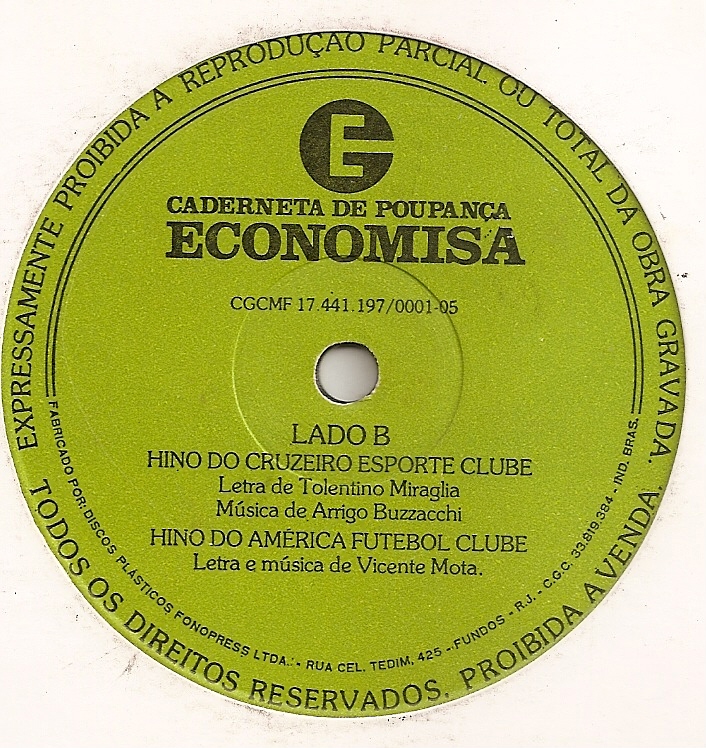 EXPRESSAMENTE PROIBIDA A REPRODUÇÃO PARCIAL OU TOTAL DA OBRA GRAVADA.
CADERNETA DE POUPANÇA
ECONOMISA
CGCMF 17.441.197/0001-05
LADO B
HINO DO CRUZEIRO ESPORTE CLUBE
Letra de Tolentino Miraglia
Música de Arrigo Buzzacchi
HINO DO AMÉRICA FUTEBOL CLUBE
Letra e música de Vicente Mota.
FABRICADO POR: DISCOS PLÁSTICOS FONOPRESS LTDA. - RUA CEL. TEDIM, 425 - FUNDOS - R.J. - C.G.C. 33.819.384 - IND. BRAS.
TODOS OS DIREITOS RESERVADOS. PROIBIDA A VENDA.